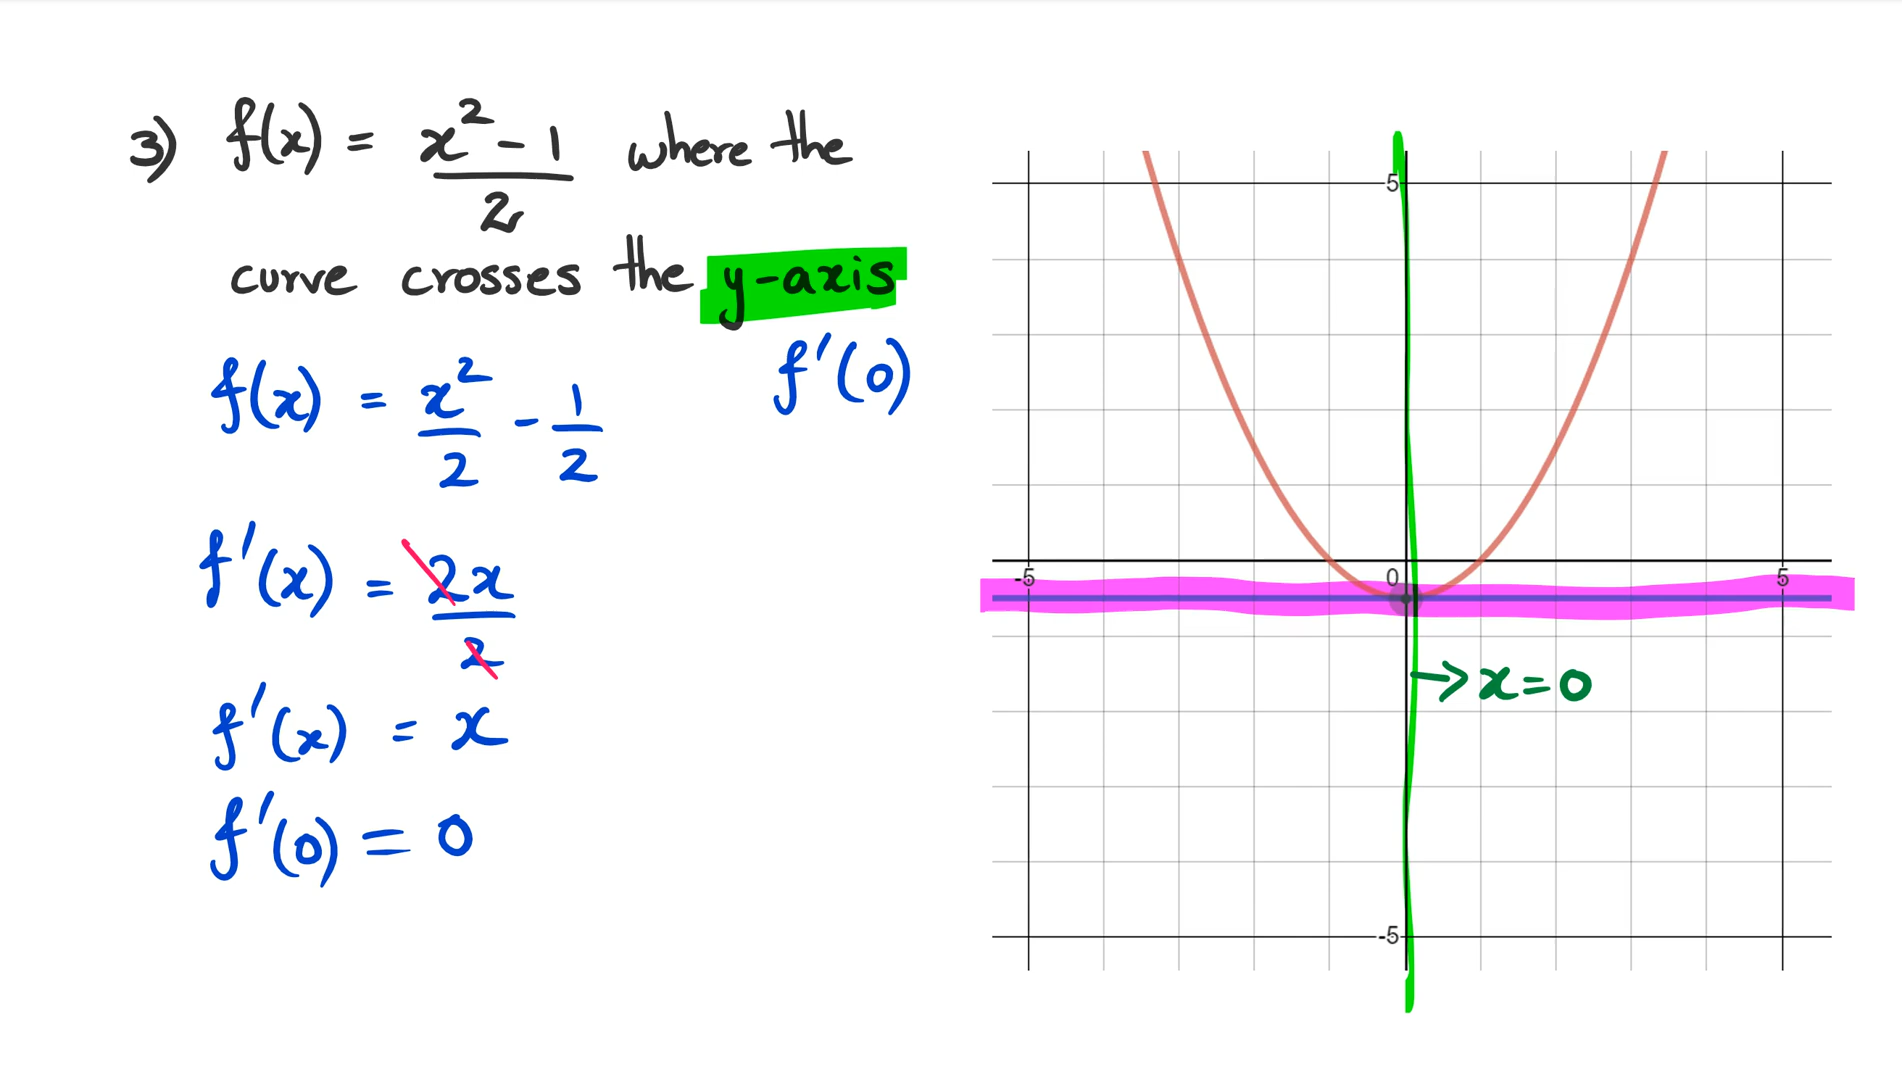 3) f(x) = x² - 1 / 2 where the
curve crosses the y-axis
f'(0)
f(x) = x²/2 - 1/2
f'(x) = 2x/2
f'(x) = x
f'(0) = 0
5
-5 0 5
→ x = 0
-5